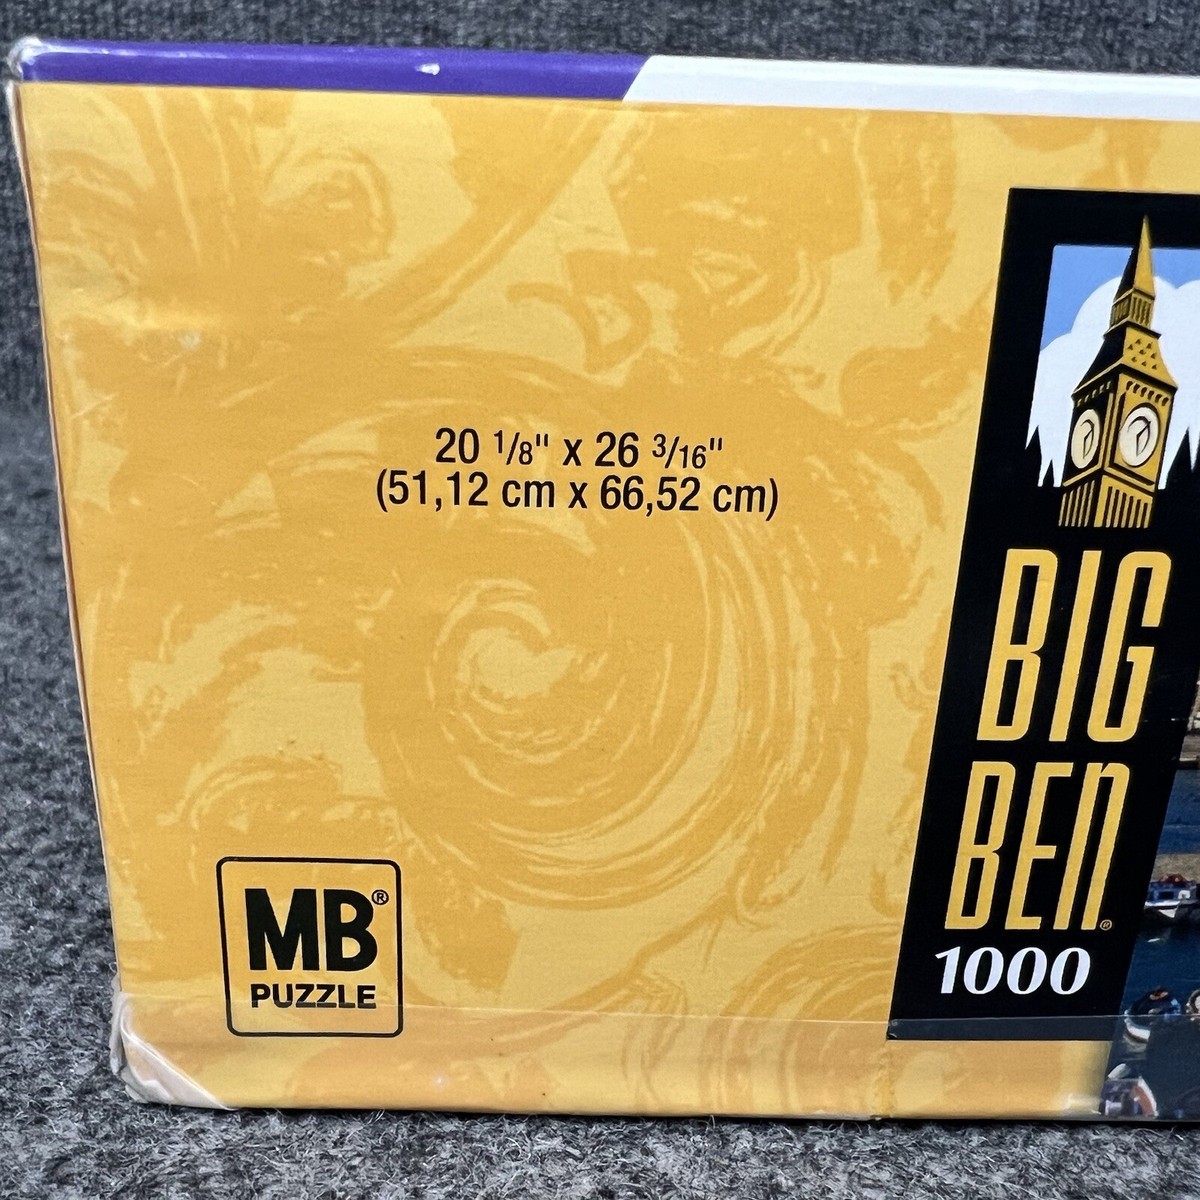 20 1/8" x 26 3/16"
(51,12 cm x 66,52 cm)
BIG
BEN®
1000
MB®
PUZZLE